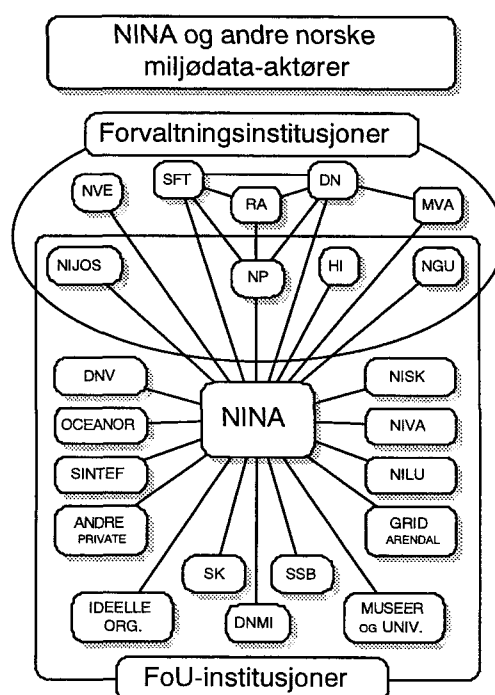 NINA og andre norske
miljødata-aktører
Forvaltningsinstitusjoner
NVE
SFT
RA
DN
MVA
NIJOS
NP
HI
NGU
DNV
NISK
NINA
OCEANOR
NIVA
SINTEF
NILU
ANDRE
PRIVATE
GRID
ARENDAL
SK
SSB
IDEELLE
ORG.
DNMI
MUSEER
OG UNIV.
FoU-institusjoner